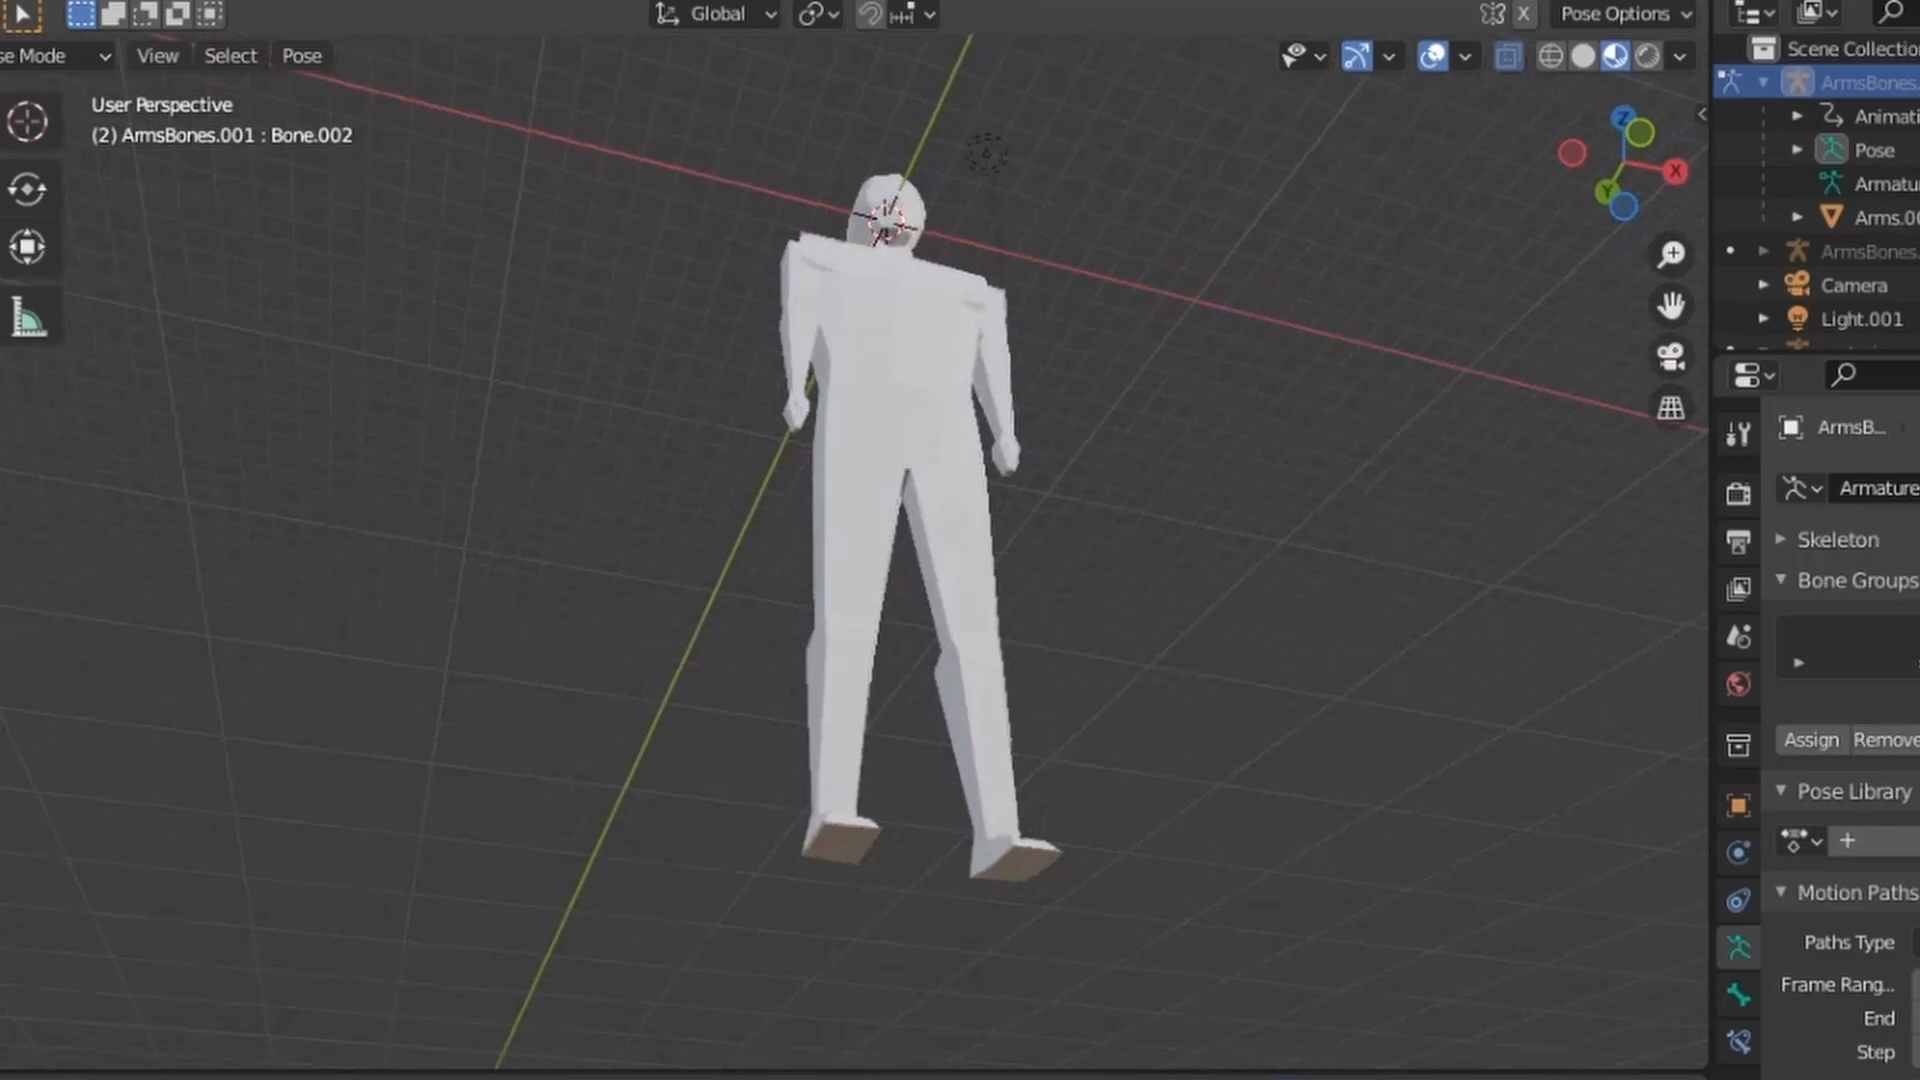 Global
X
Pose Options
se Mode
View
Select
Pose
User Perspective
(2) ArmsBones.001 : Bone.002
Z
X
Y
Scene Collection
ArmsBones.
Animati
Pose
Armatu
Arms.00
ArmsBones.
Camera
Light.001
ArmsB...
Armature
Skeleton
Bone Groups
Assign
Remove
Pose Library
+
Motion Paths
Paths Type
Frame Rang...
End
Step